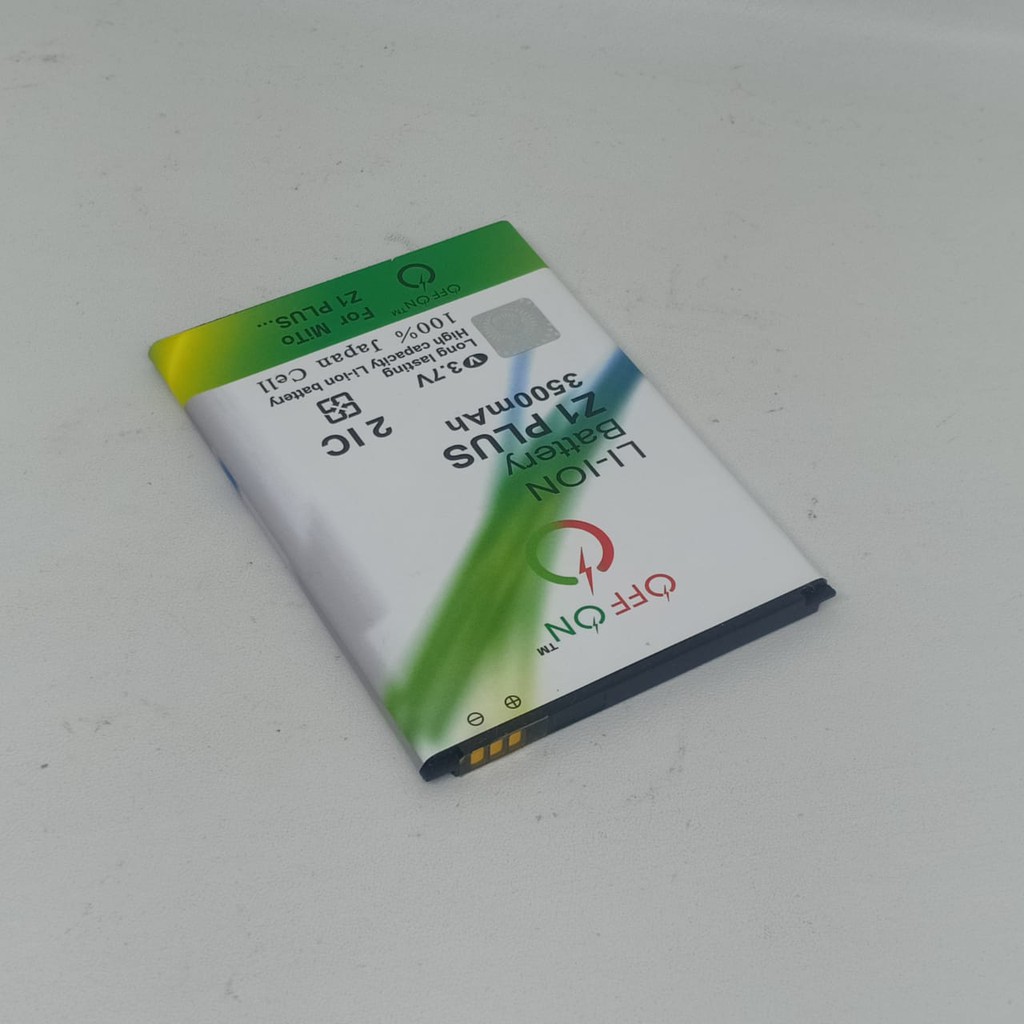 OFF ON™
LI-ION
Battery
Z1 PLUS
3500mAh
3.7V
Long lasting
High capacity Li-ion battery
100% Japan Cell
2 IC
OFF ON™
For MiTo
Z1 PLUS...